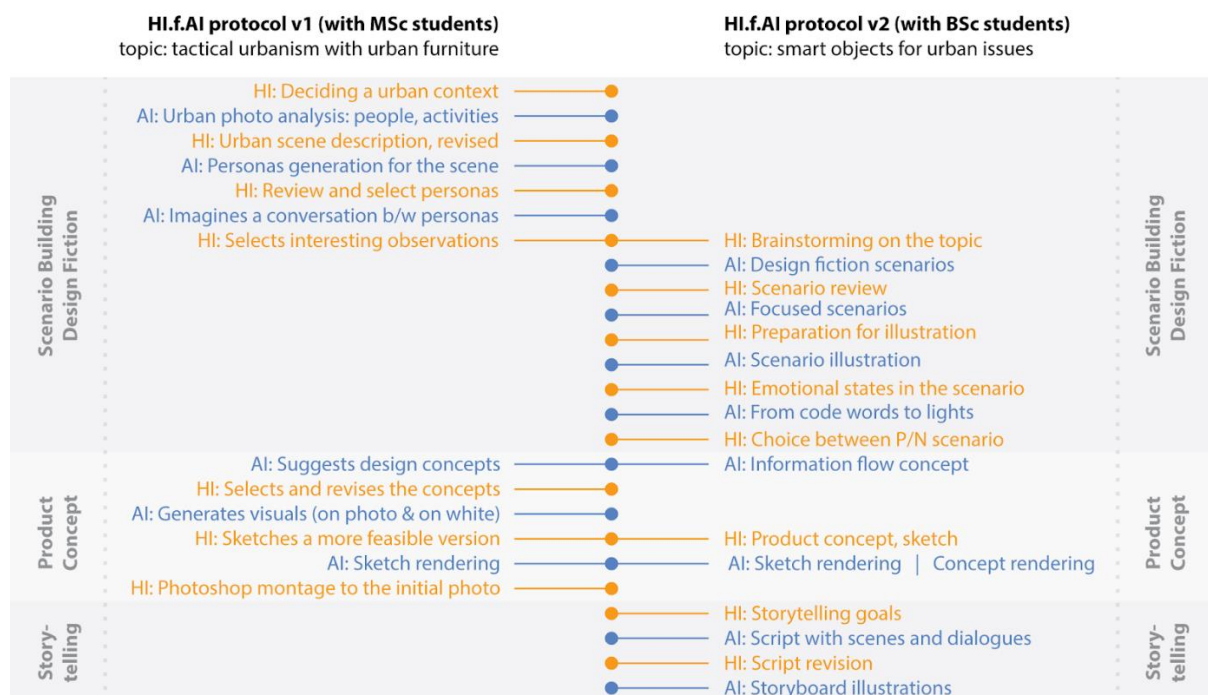 HI.f.AI protocol v1 (with MSc students)
topic: tactical urbanism with urban furniture
HI.f.AI protocol v2 (with BSc students)
topic: smart objects for urban issues
Scenario Building
Design Fiction
HI: Deciding a urban context
AI: Urban photo analysis: people, activities
HI: Urban scene description, revised
AI: Personas generation for the scene
HI: Review and select personas
AI: Imagines a conversation b/w personas
HI: Selects interesting observations
HI: Brainstorming on the topic
AI: Design fiction scenarios
HI: Scenario review
AI: Focused scenarios
HI: Preparation for illustration
AI: Scenario illustration
HI: Emotional states in the scenario
AI: From code words to lights
HI: Choice between P/N scenario
Scenario Building
Design Fiction
Product
Concept
AI: Suggests design concepts
HI: Selects and revises the concepts
AI: Generates visuals (on photo & on white)
HI: Sketches a more feasible version
AI: Sketch rendering
HI: Photoshop montage to the initial photo
AI: Information flow concept
HI: Product concept, sketch
AI: Sketch rendering | Concept rendering
Product
Concept
Story-
telling
HI: Storytelling goals
AI: Script with scenes and dialogues
HI: Script revision
AI: Storyboard illustrations
Story-
telling